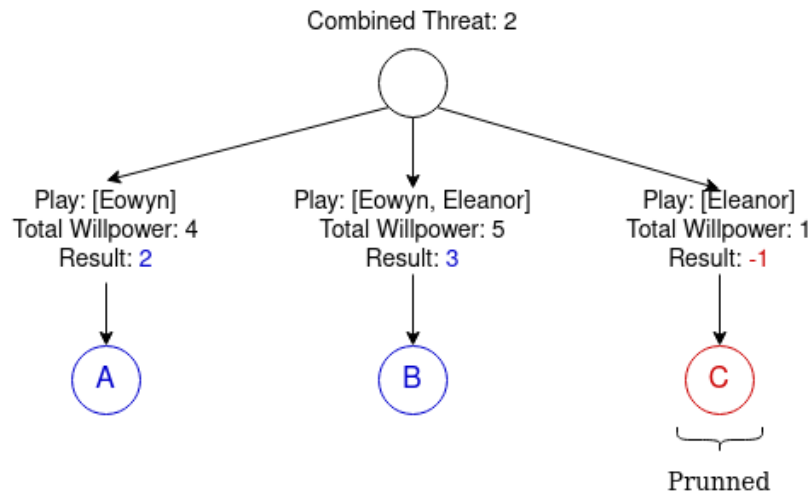 Combined Threat: 2
Play: [Eowyn]
Total Willpower: 4
Result: 2
Play: [Eowyn, Eleanor]
Total Willpower: 5
Result: 3
Play: [Eleanor]
Total Willpower: 1
Result: -1
A
B
C
Prunned